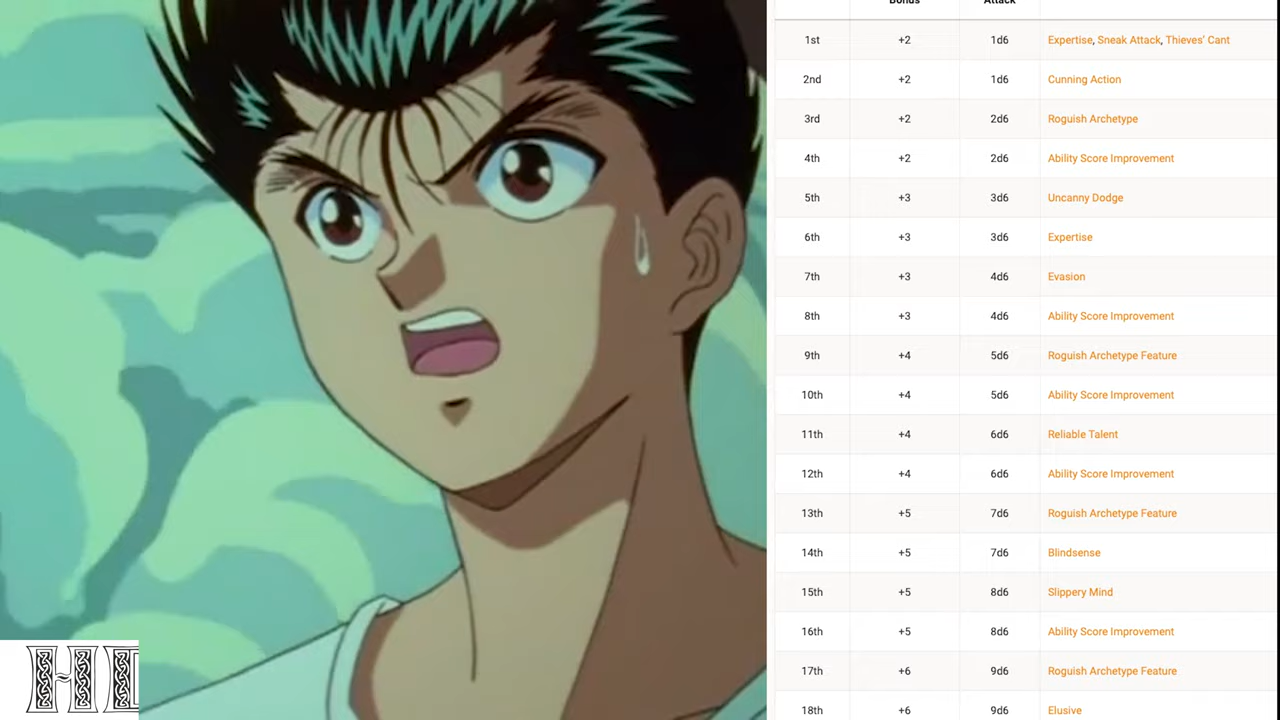 Bonus Attack
1st +2 1d6 Expertise, Sneak Attack, Thieves' Cant
2nd +2 1d6 Cunning Action
3rd +2 2d6 Roguish Archetype
4th +2 2d6 Ability Score Improvement
5th +3 3d6 Uncanny Dodge
6th +3 3d6 Expertise
7th +3 4d6 Evasion
8th +3 4d6 Ability Score Improvement
9th +4 5d6 Roguish Archetype Feature
10th +4 5d6 Ability Score Improvement
11th +4 6d6 Reliable Talent
12th +4 6d6 Ability Score Improvement
13th +5 7d6 Roguish Archetype Feature
14th +5 7d6 Blindsense
15th +5 8d6 Slippery Mind
16th +5 8d6 Ability Score Improvement
17th +6 9d6 Roguish Archetype Feature
18th +6 9d6 Elusive